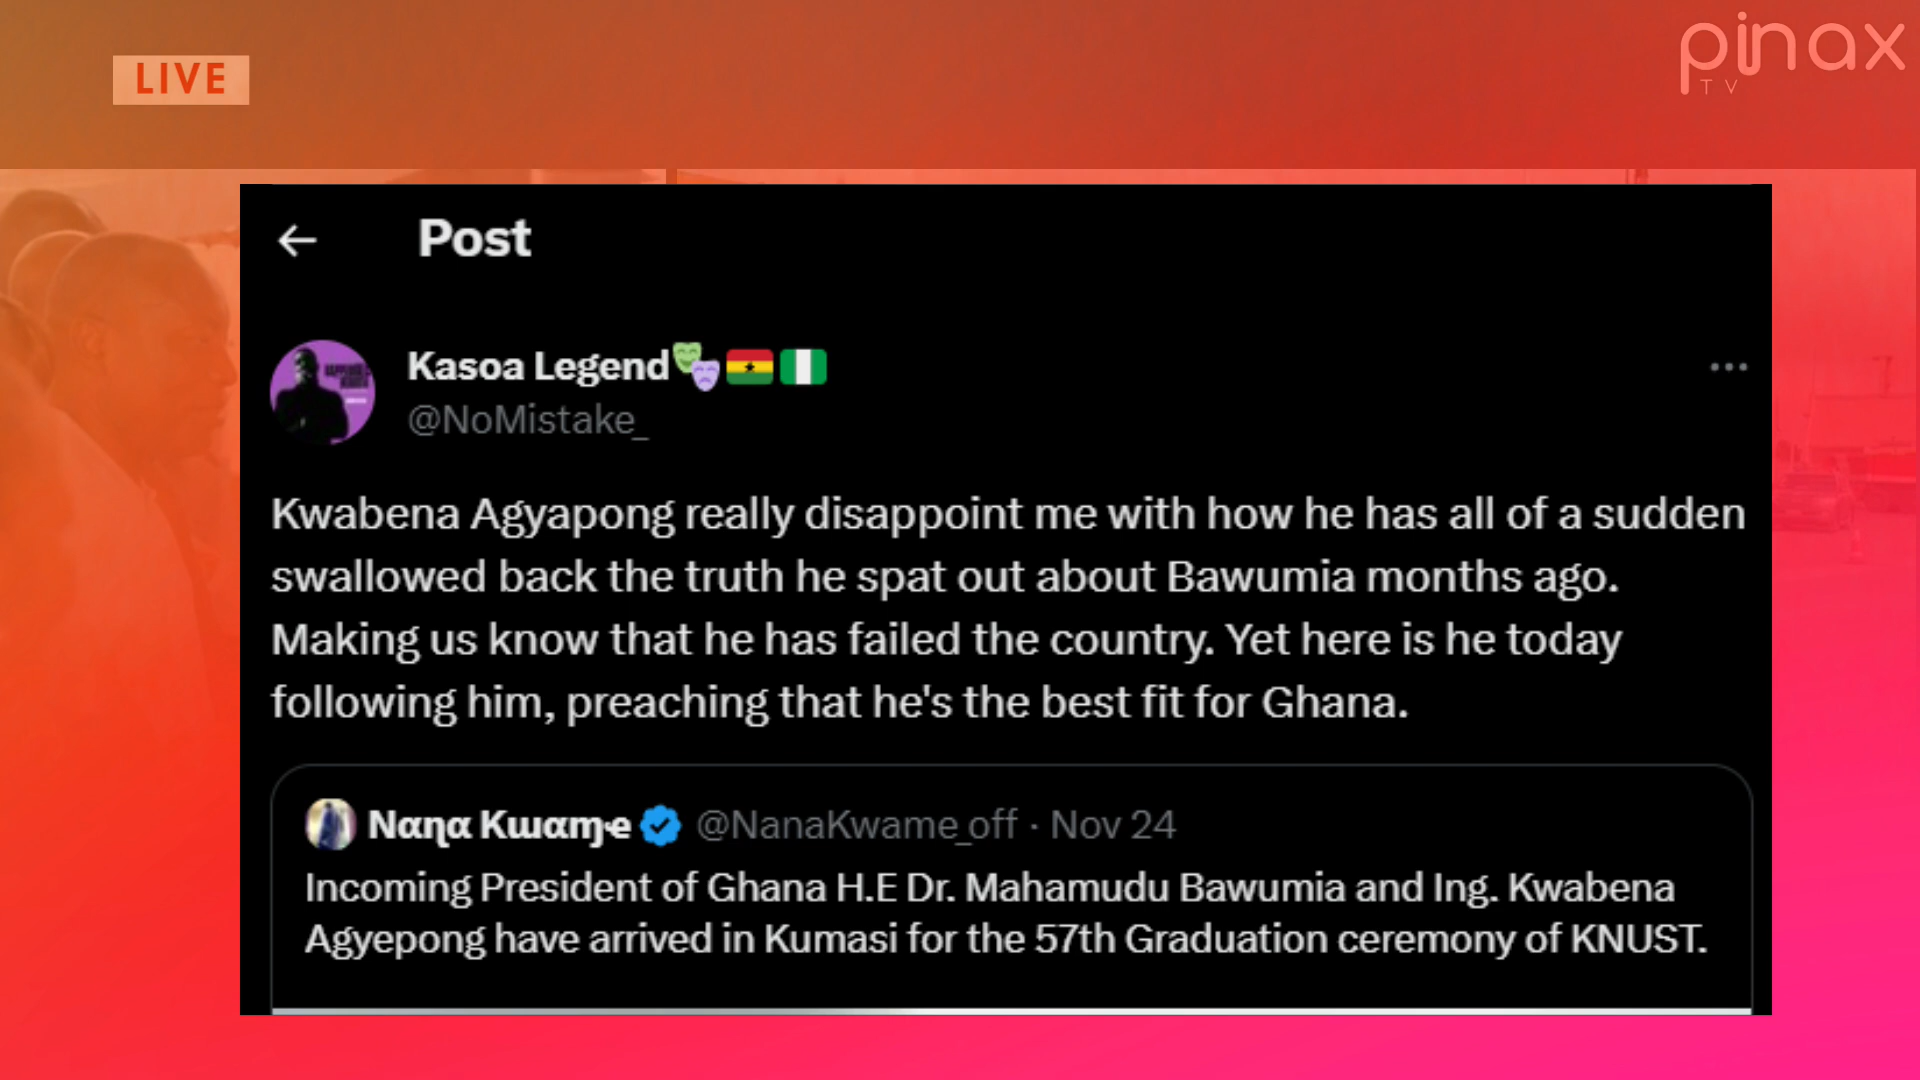 LIVE
pinax
TV
Post
Kasoa Legend🎭🇬🇭🇳🇬
@NoMistake_
Kwabena Agyapong really disappoint me with how he has all of a sudden
swallowed back the truth he spat out about Bawumia months ago.
Making us know that he has failed the country. Yet here is he today
following him, preaching that he's the best fit for Ghana.
Nαɳα Kɯαɱҽ @NanaKwame_off · Nov 24
Incoming President of Ghana H.E Dr. Mahamudu Bawumia and Ing. Kwabena
Agyepong have arrived in Kumasi for the 57th Graduation ceremony of KNUST.